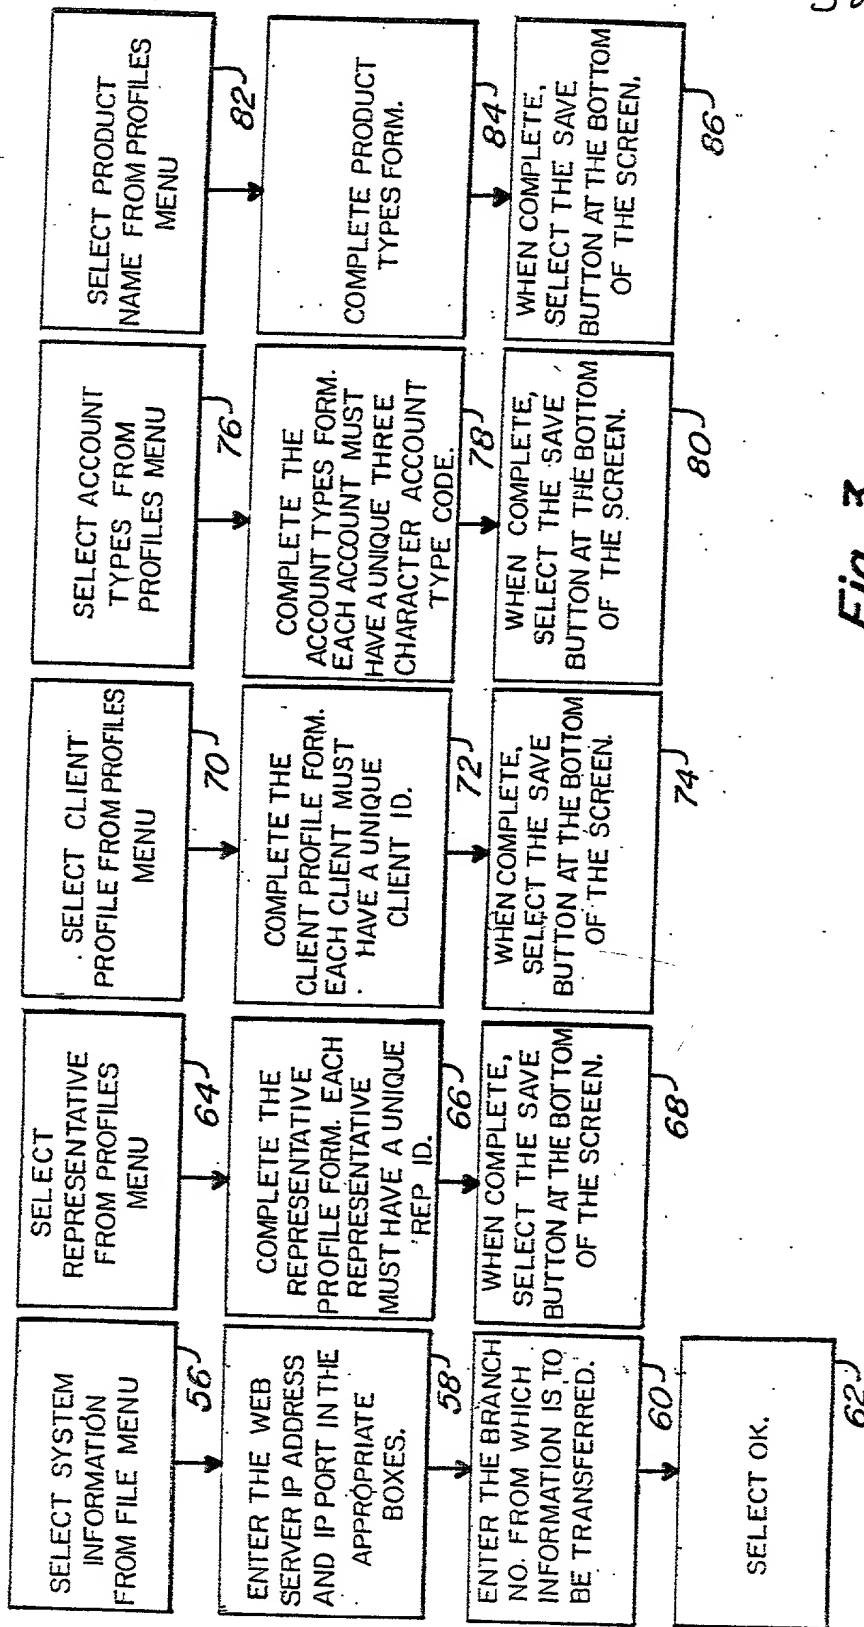 SELECT SYSTEM
INFORMATION
FROM FILE MENU
56
ENTER THE WEB
SERVER IP ADDRESS
AND IP PORT IN THE
APPROPRIATE
BOXES.
58
ENTER THE BRANCH
NO. FROM WHICH
INFORMATION IS TO
BE TRANSFERRED.
60
SELECT OK.
62
SELECT
REPRESENTATIVE
FROM PROFILES
MENU
64
COMPLETE THE
REPRESENTATIVE
PROFILE FORM. EACH
REPRESENTATIVE
MUST HAVE A UNIQUE
REP ID.
66
WHEN COMPLETE,
SELECT THE SAVE
BUTTON AT THE BOTTOM
OF THE SCREEN.
68
SELECT CLIENT
PROFILE FROM PROFILES
MENU
70
COMPLETE THE
CLIENT PROFILE FORM.
EACH CLIENT MUST
HAVE A UNIQUE
CLIENT ID.
72
WHEN COMPLETE,
SELECT THE SAVE
BUTTON AT THE BOTTOM
OF THE SCREEN.
74
SELECT ACCOUNT
TYPES FROM
PROFILES MENU
76
COMPLETE THE
ACCOUNT TYPES FORM.
EACH ACCOUNT MUST
HAVE A UNIQUE THREE
CHARACTER ACCOUNT
TYPE CODE.
78
WHEN COMPLETE,
SELECT THE SAVE
BUTTON AT THE BOTTOM
OF THE SCREEN.
80
SELECT PRODUCT
NAME FROM PROFILES
MENU
82
COMPLETE PRODUCT
TYPES FORM.
84
WHEN COMPLETE,
SELECT THE SAVE
BUTTON AT THE BOTTOM
OF THE SCREEN.
86
Fig. 3